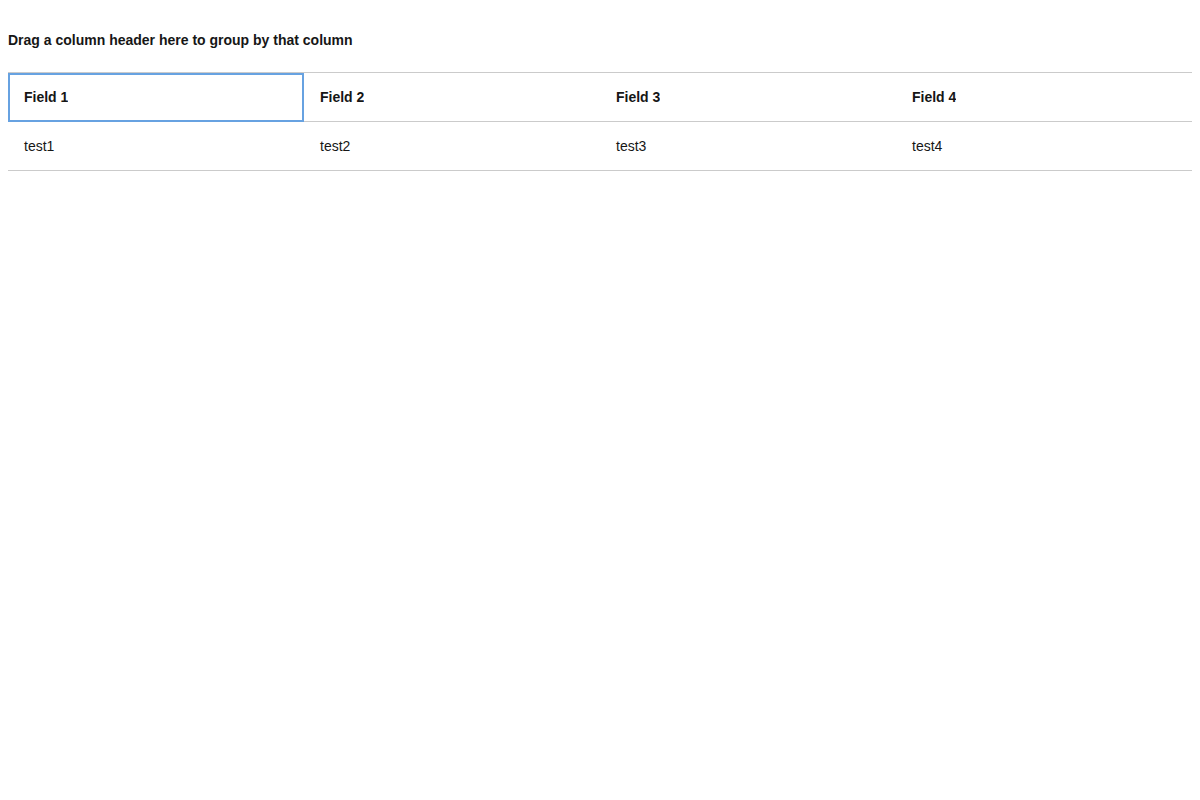 Drag a column header here to group by that column
Field 1 Field 2 Field 3 Field 4
test1 test2 test3 test4